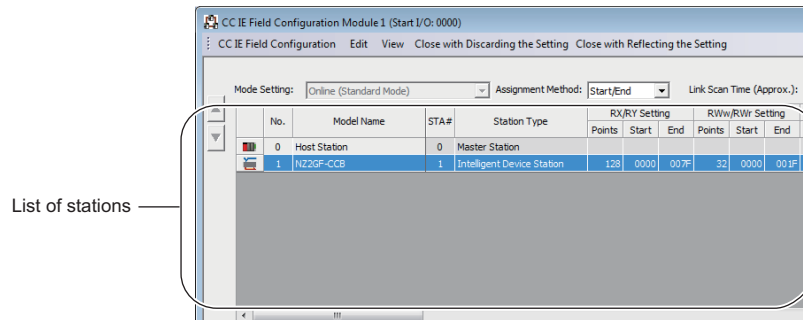 CC IE Field Configuration Module 1 (Start I/O: 0000)
CC IE Field Configuration Edit View Close with Discarding the Setting Close with Reflecting the Setting
Mode Setting: Online (Standard Mode) Assignment Method: Start/End Link Scan Time (Approx.):
No. Model Name STA# Station Type RX/RY Setting RWw/RWr Setting
Points Start End Points Start End
0 Host Station 0 Master Station
1 NZ2GF-CCB 1 Intelligent Device Station 128 0000 007F 32 0000 001F
List of stations